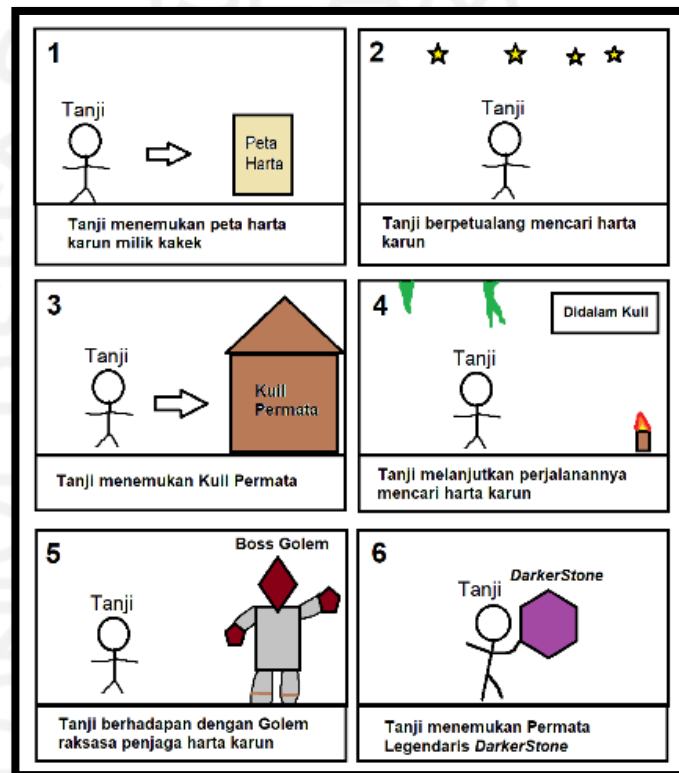 1
Tanji
Peta
Harta
Tanji menemukan peta harta
karun milik kakek
2
Tanji
Tanji berpetualang mencari harta
karun
3
Tanji
Kuil
Permata
Tanji menemukan Kuil Permata
4
Didalam Kuil
Tanji
Tanji melanjutkan perjalanannya
mencari harta karun
5
Boss Golem
Tanji
Tanji berhadapan dengan Golem
raksasa penjaga harta karun
6
DarkerStone
Tanji
Tanji menemukan Permata
Legendaris DarkerStone